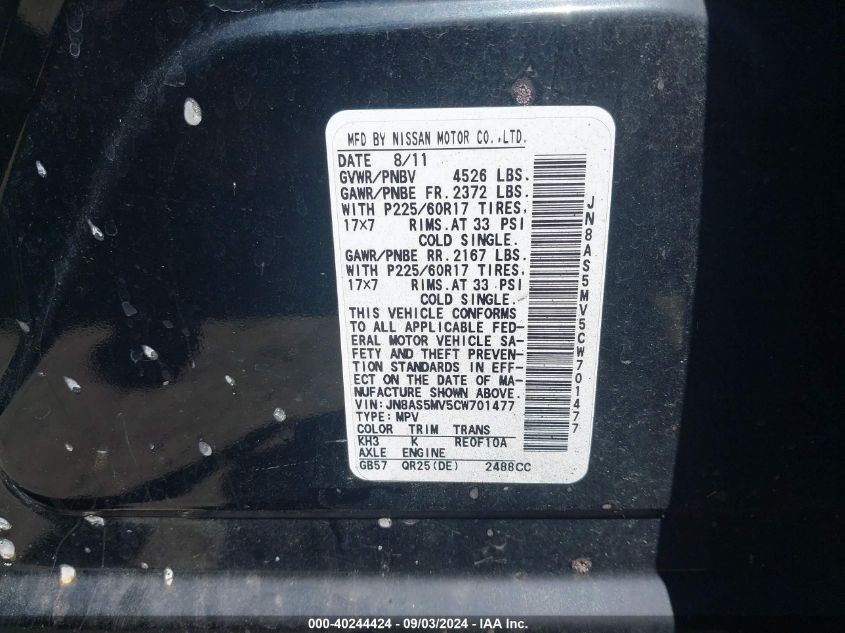 MFD BY NISSAN MOTOR CO.,LTD.
DATE 8/11
GVWR/PNBV 4526 LBS.
GAWR/PNBE FR.2372 LBS.
WITH P225/60R17 TIRES,
17×7 RIMS.AT 33 PSI
COLD SINGLE.
GAWR/PNBE RR.2167 LBS.
WITH P225/60R17 TIRES,
17×7 RIMS.AT 33 PSI
COLD SINGLE.
THIS VEHICLE CONFORMS
TO ALL APPLICABLE FED-
ERAL MOTOR VEHICLE SA-
FETY AND THEFT PREVEN-
TION STANDARDS IN EFF-
ECT ON THE DATE OF MA-
NUFACTURE SHOWN ABOVE.
VIN:JN8AS5MV5CW701477
TYPE:MPV
COLOR TRIM TRANS
KH3 K RE0F10A
AXLE ENGINE
GB57 QR25(DE) 2488CC
JN8AS5MV5CW701477
000-40244424 - 09/03/2024 - IAA Inc.